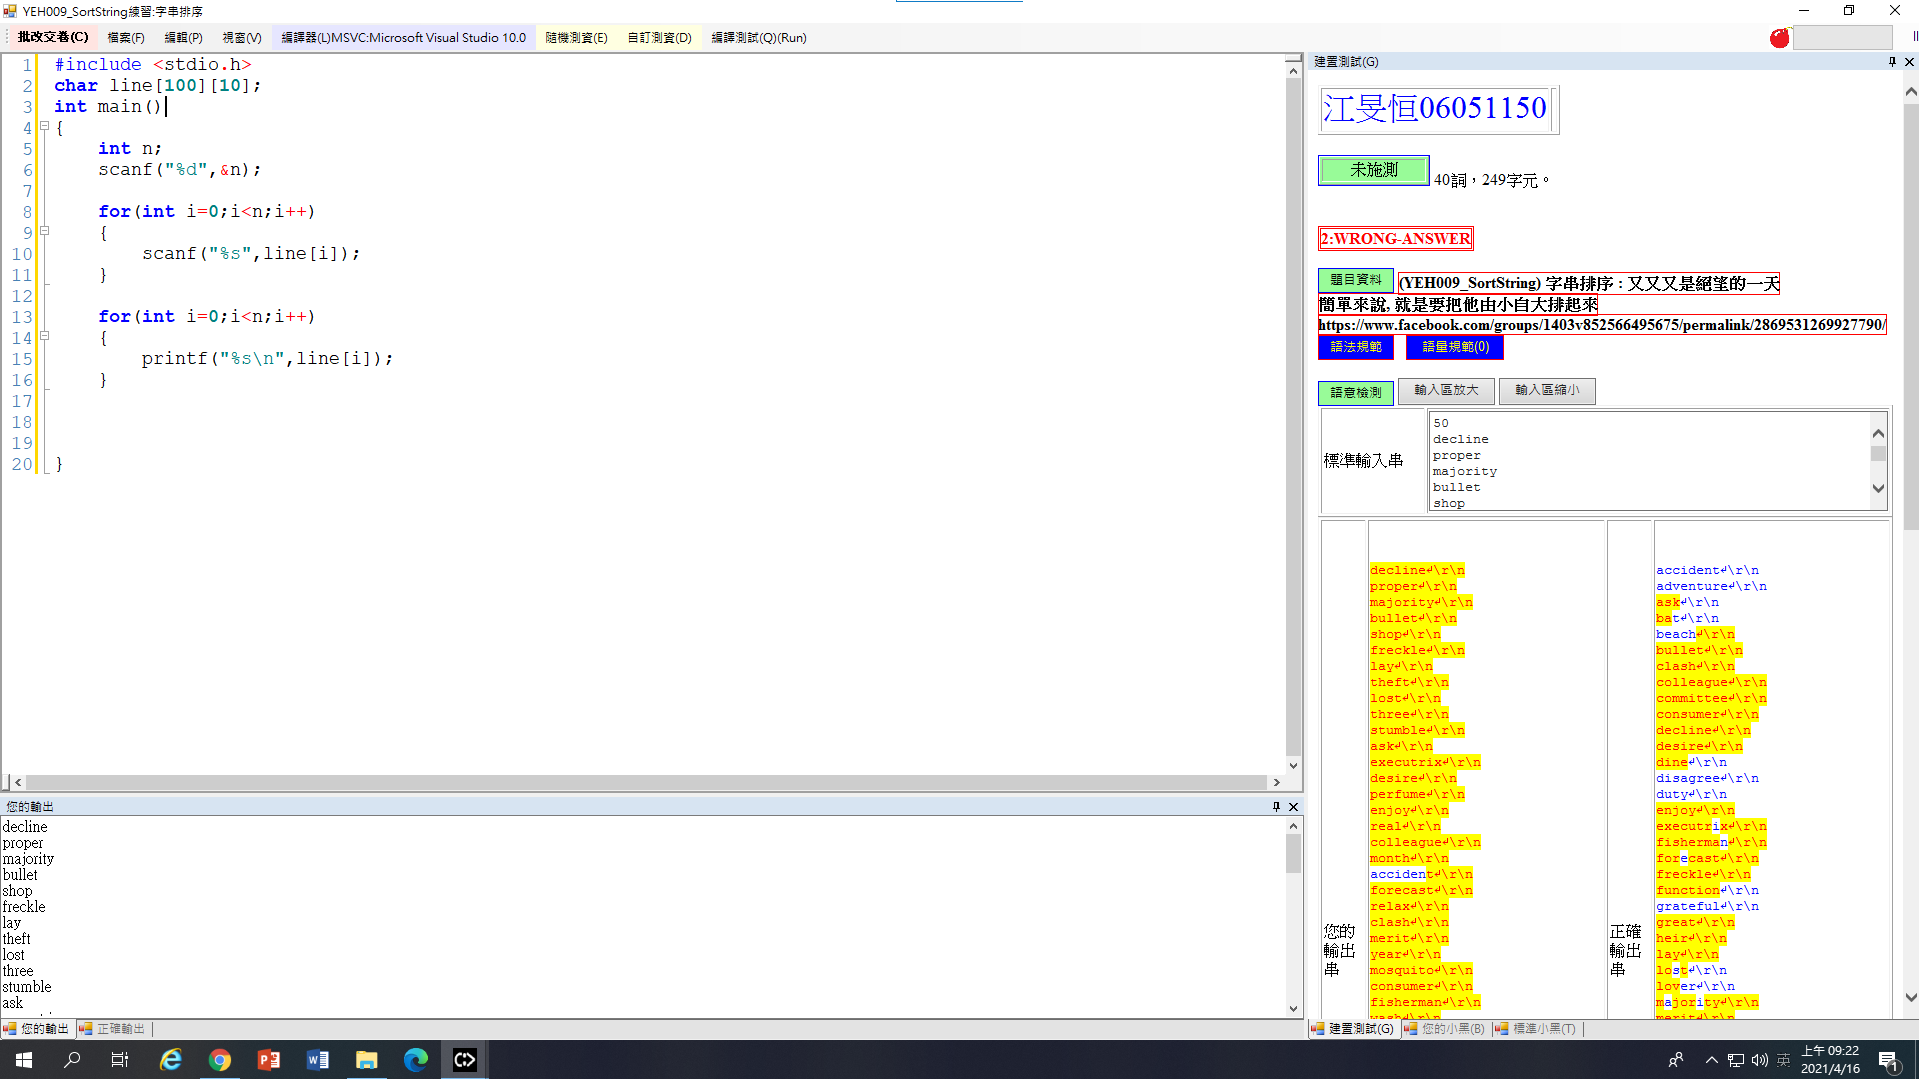 YEH009_SortString練習:字串排序
批改交卷(C) 檔案(F) 編輯(P) 視窗(V) 編譯器(L)MSVC:Microsoft Visual Studio 10.0 隨機測資(E) 自訂測資(D) 編譯測試(Q)(Run)
1 #include <stdio.h>
2 char line[100][10];
3 int main()
4 {
5 int n;
6 scanf("%d",&n);
7
8 for(int i=0;i<n;i++)
9 {
10 scanf("%s",line[i]);
11 }
12
13 for(int i=0;i<n;i++)
14 {
15 printf("%s\n",line[i]);
16 }
17
18
19
20 }
您的輸出
decline
proper
majority
bullet
shop
freckle
lay
theft
lost
three
stumble
ask
您的輸出 正確輸出
建置測試(G)
江旻恒06051150
未施測 40詞，249字元。
2:WRONG-ANSWER
題目資料 (YEH009_SortString) 字串排序 : 又又又是絕望的一天
簡單來說, 就是要把他由小自大排起來
https://www.facebook.com/groups/1403v852566495675/permalink/2869531269927790/
語法規範 語量規範(0)
語意檢測 輸入區放大 輸入區縮小
標準輸入串
50
decline
proper
majority
bullet
shop
您的輸出串
decline↲\r\n
proper↲\r\n
majority↲\r\n
bullet↲\r\n
shop↲\r\n
freckle↲\r\n
lay↲\r\n
theft↲\r\n
lost↲\r\n
three↲\r\n
stumble↲\r\n
ask↲\r\n
executrix↲\r\n
desire↲\r\n
perfume↲\r\n
enjoy↲\r\n
real↲\r\n
colleague↲\r\n
month↲\r\n
accident↲\r\n
forecast↲\r\n
relax↲\r\n
clash↲\r\n
merit↲\r\n
year↲\r\n
mosquito↲\r\n
consumer↲\r\n
fisherman↲\r\n
正確輸出串
accident↲\r\n
adventure↲\r\n
ask↲\r\n
bat↲\r\n
beach↲\r\n
bullet↲\r\n
clash↲\r\n
colleague↲\r\n
committee↲\r\n
consumer↲\r\n
decline↲\r\n
desire↲\r\n
dine↲\r\n
disagree↲\r\n
duty↲\r\n
enjoy↲\r\n
executrix↲\r\n
fisherman↲\r\n
forecast↲\r\n
freckle↲\r\n
function↲\r\n
grateful↲\r\n
great↲\r\n
heir↲\r\n
lay↲\r\n
lost↲\r\n
lover↲\r\n
majority↲\r\n
merit↲\r\n
建置測試(G) 您的小黑(B) 標準小黑(T)
英 上午 09:22
2021/4/16
1